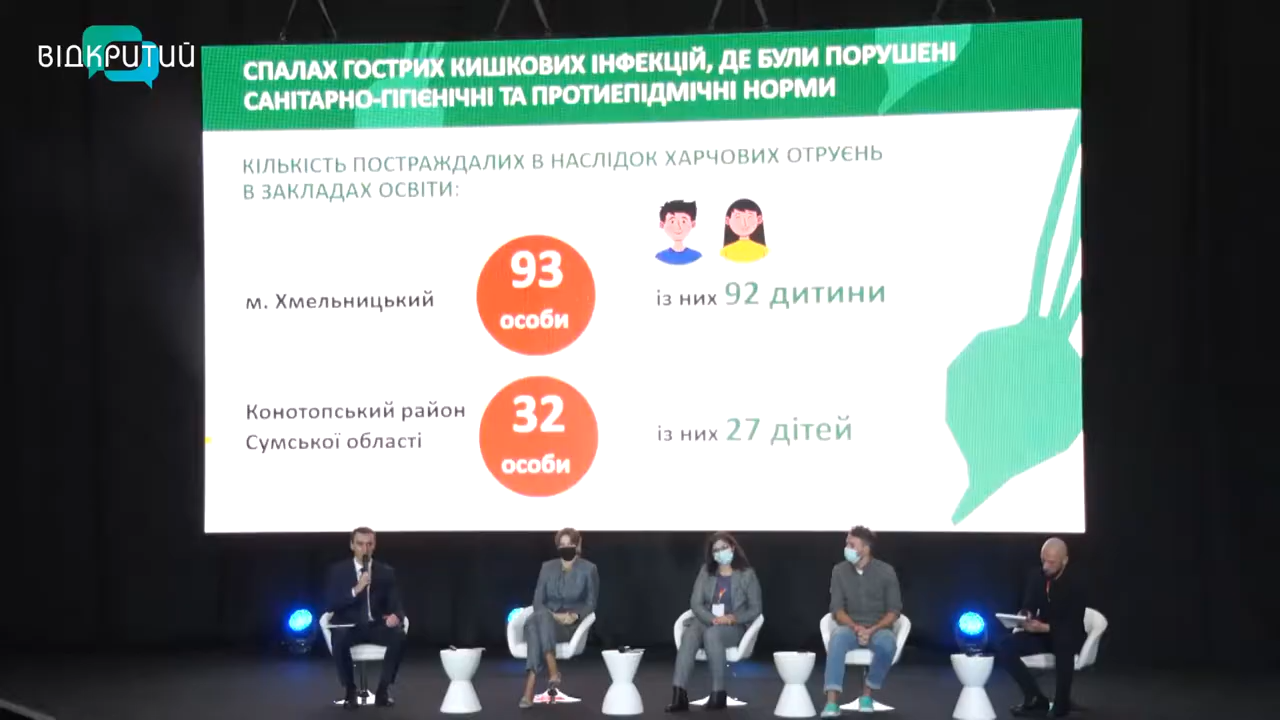 ВІДКРИТИЙ
СПАЛАХ ГОСТРИХ КИШКОВИХ ІНФЕКЦІЙ, ДЕ БУЛИ ПОРУШЕНІ
САНІТАРНО-ГІГІЄНІЧНІ ТА ПРОТИЕПІДМІЧНІ НОРМИ
КІЛЬКІСТЬ ПОСТРАЖДАЛИХ В НАСЛІДОК ХАРЧОВИХ ОТРУЄНЬ
В ЗАКЛАДАХ ОСВІТИ:
м. Хмельницький
93
особи
із них 92 дитини
Конотопський район
Сумської області
32
особи
із них 27 дітей